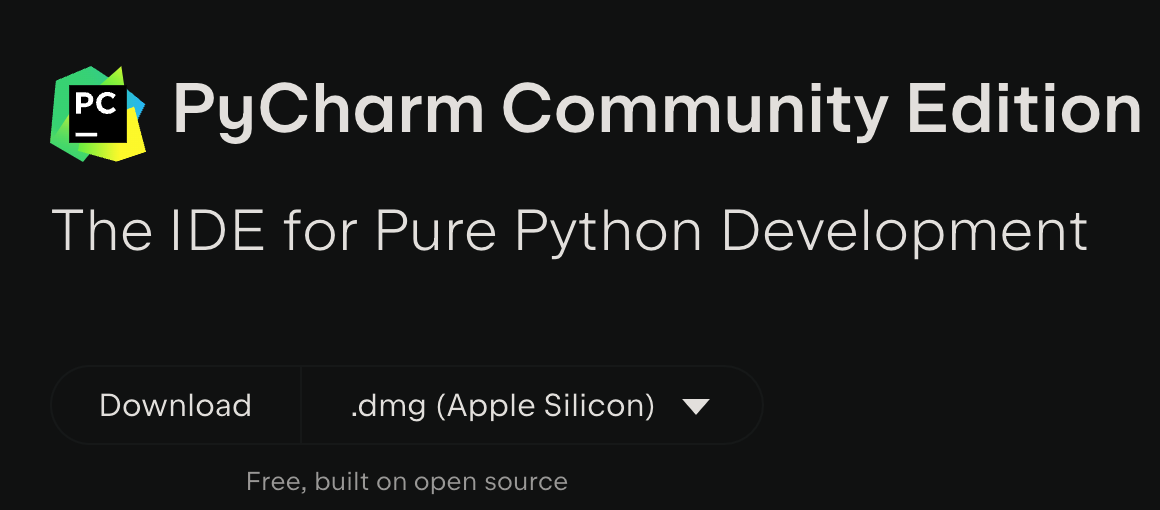 PC
PyCharm Community Edition
The IDE for Pure Python Development
Download
.dmg (Apple Silicon)
Free, built on open source